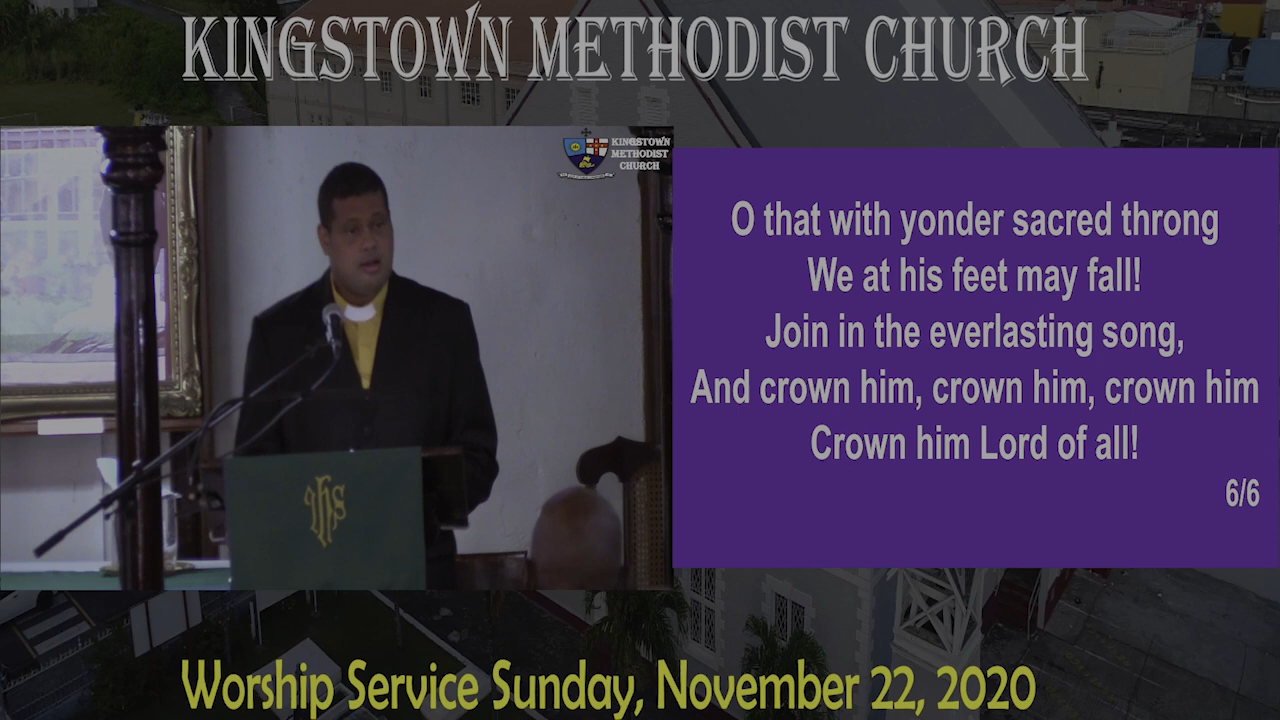 KINGSTOWN METHODIST CHURCH
KINGSTOWN
METHODIST
CHURCH
O that with yonder sacred throng
We at his feet may fall!
Join in the everlasting song,
And crown him, crown him, crown him
Crown him Lord of all!
6/6
IHS
Worship Service Sunday, November 22, 2020